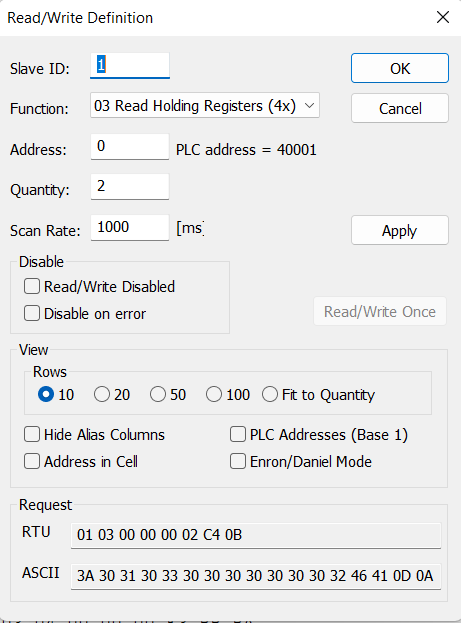 Read/Write Definition
Slave ID: 1 OK
Function: 03 Read Holding Registers (4x) Cancel
Address: 0 PLC address = 40001
Quantity: 2
Scan Rate: 1000 [ms] Apply
Disable
Read/Write Disabled
Disable on error
Read/Write Once
View
Rows
10 20 50 100 Fit to Quantity
Hide Alias Columns PLC Addresses (Base 1)
Address in Cell Enron/Daniel Mode
Request
RTU 01 03 00 00 00 02 C4 0B
ASCII 3A 30 31 30 33 30 30 30 30 30 30 30 32 46 41 0D 0A